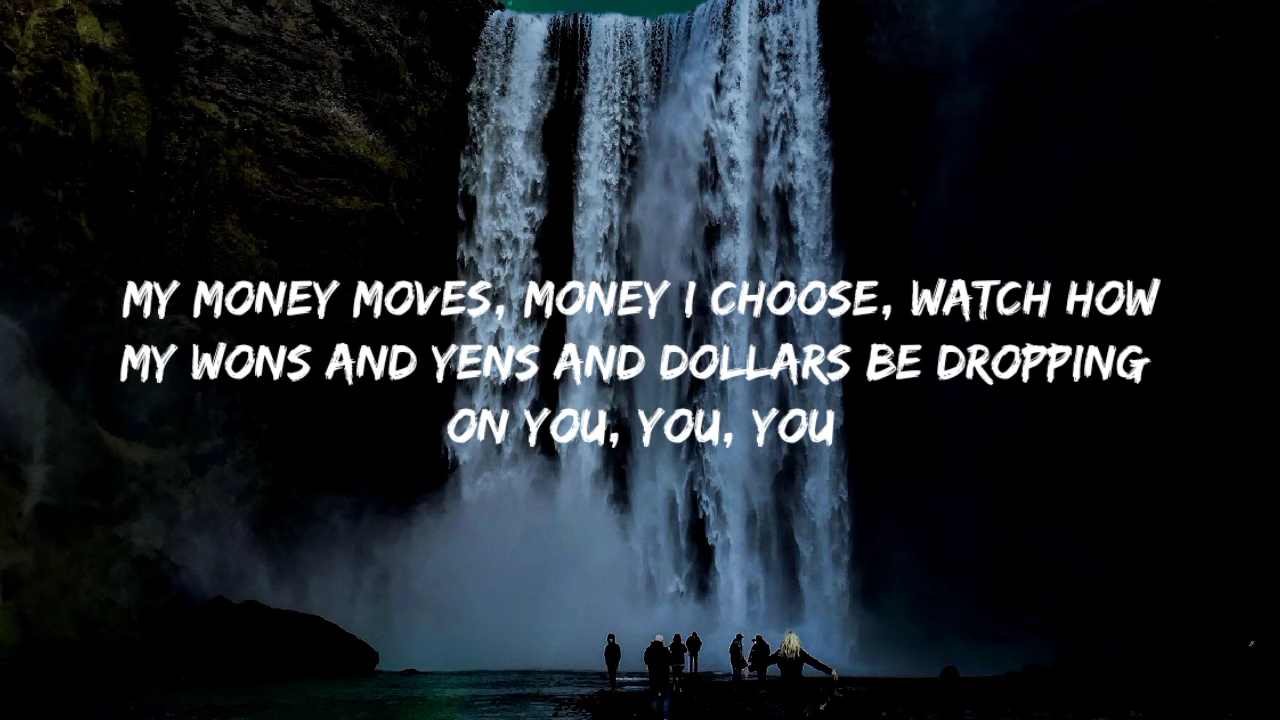 MY MONEY MOVES, MONEY I CHOOSE, WATCH HOW
MY WONS AND YENS AND DOLLARS BE DROPPING
ON YOU, YOU, YOU